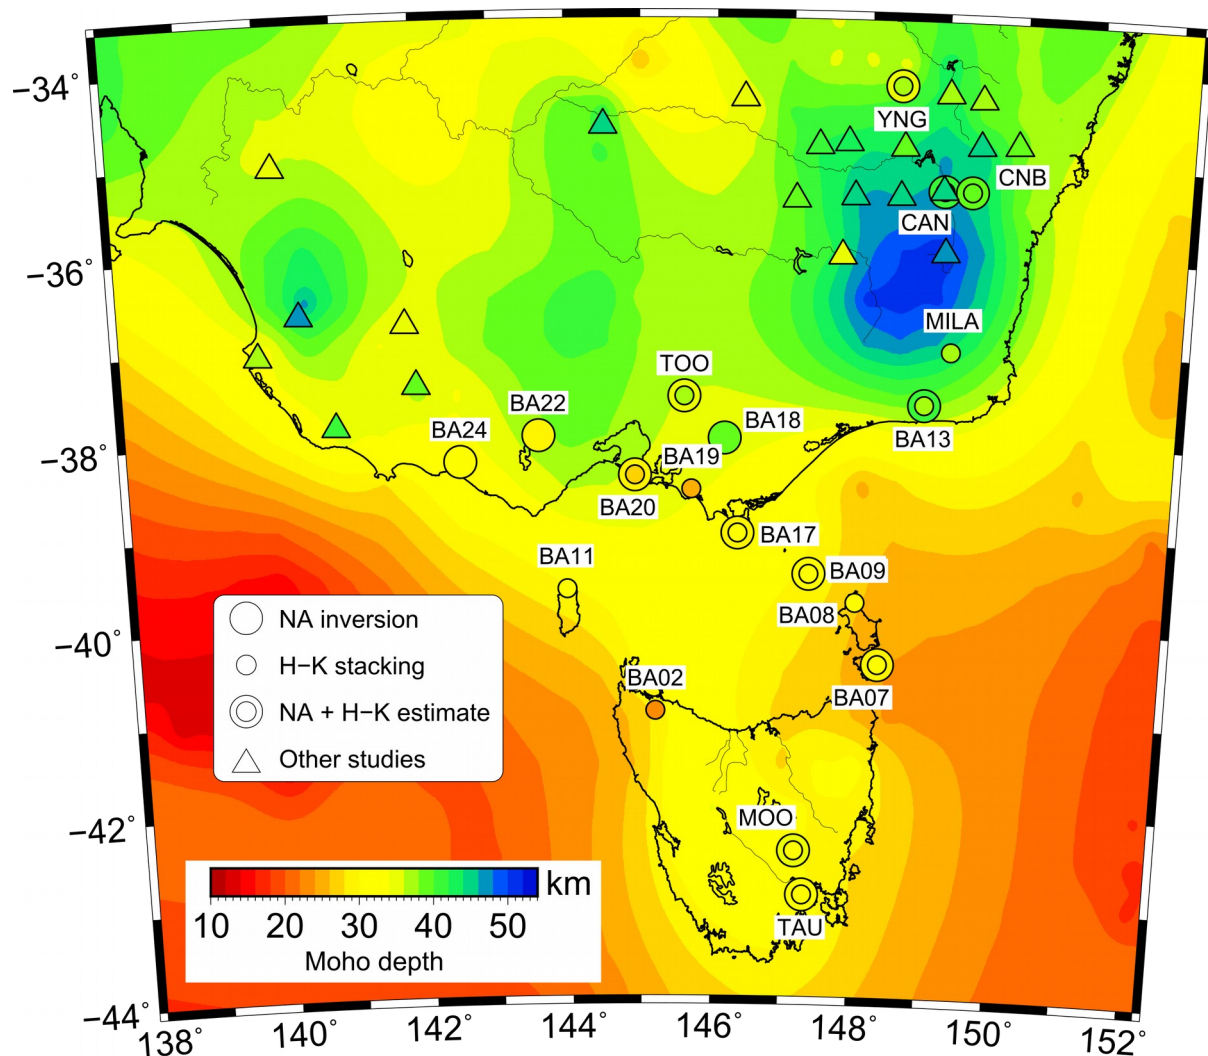 −34°
YNG
CNB
CAN
−36°
MILA
TOO
BA22
BA18
BA24
BA13
−38°
BA19
BA20
BA17
BA11
BA09
BA08
NA inversion
−40°
H−K stacking
BA02
BA07
NA + H−K estimate
Other studies
MOO
−42°
km
10 20 30 40 50
TAU
Moho depth
−44°
138° 140° 142° 144° 146° 148° 150° 152°